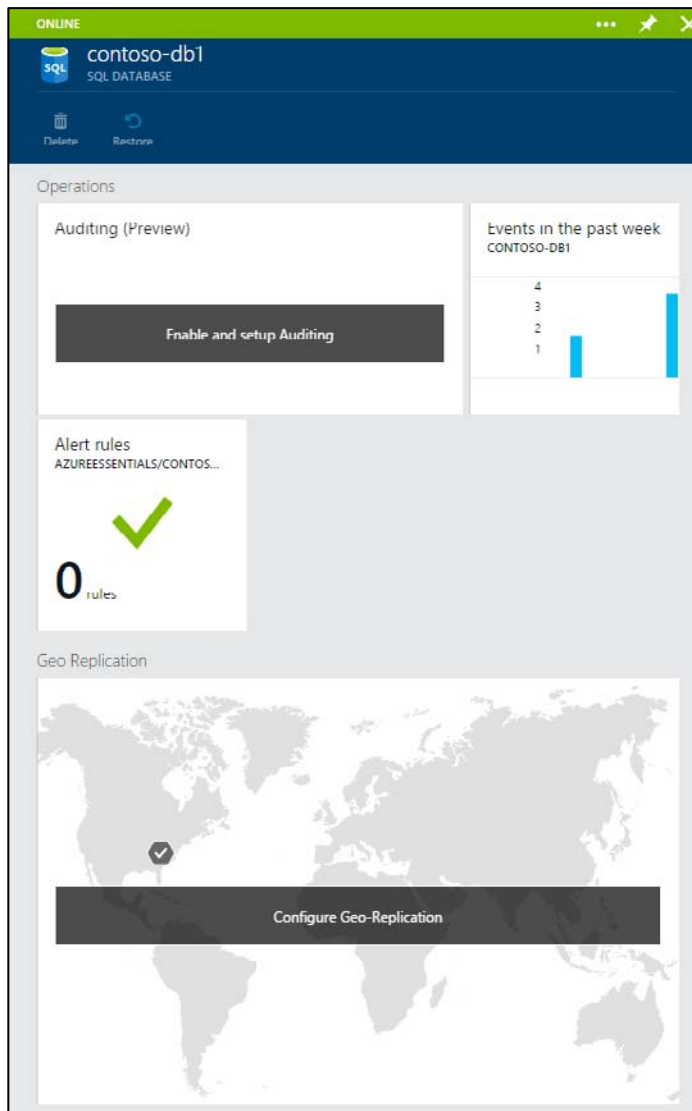 ONLINE
contoso-db1
SQL
SQL DATABASE
Delete
Restore
Operations
Auditing (Preview)
Enable and setup Auditing
Events in the past week
CONTOSO-DB1
4
3
2
1
Alert rules
AZUREESSENTIALS/CONTOS...
0 rules
Geo Replication
Configure Geo-Replication